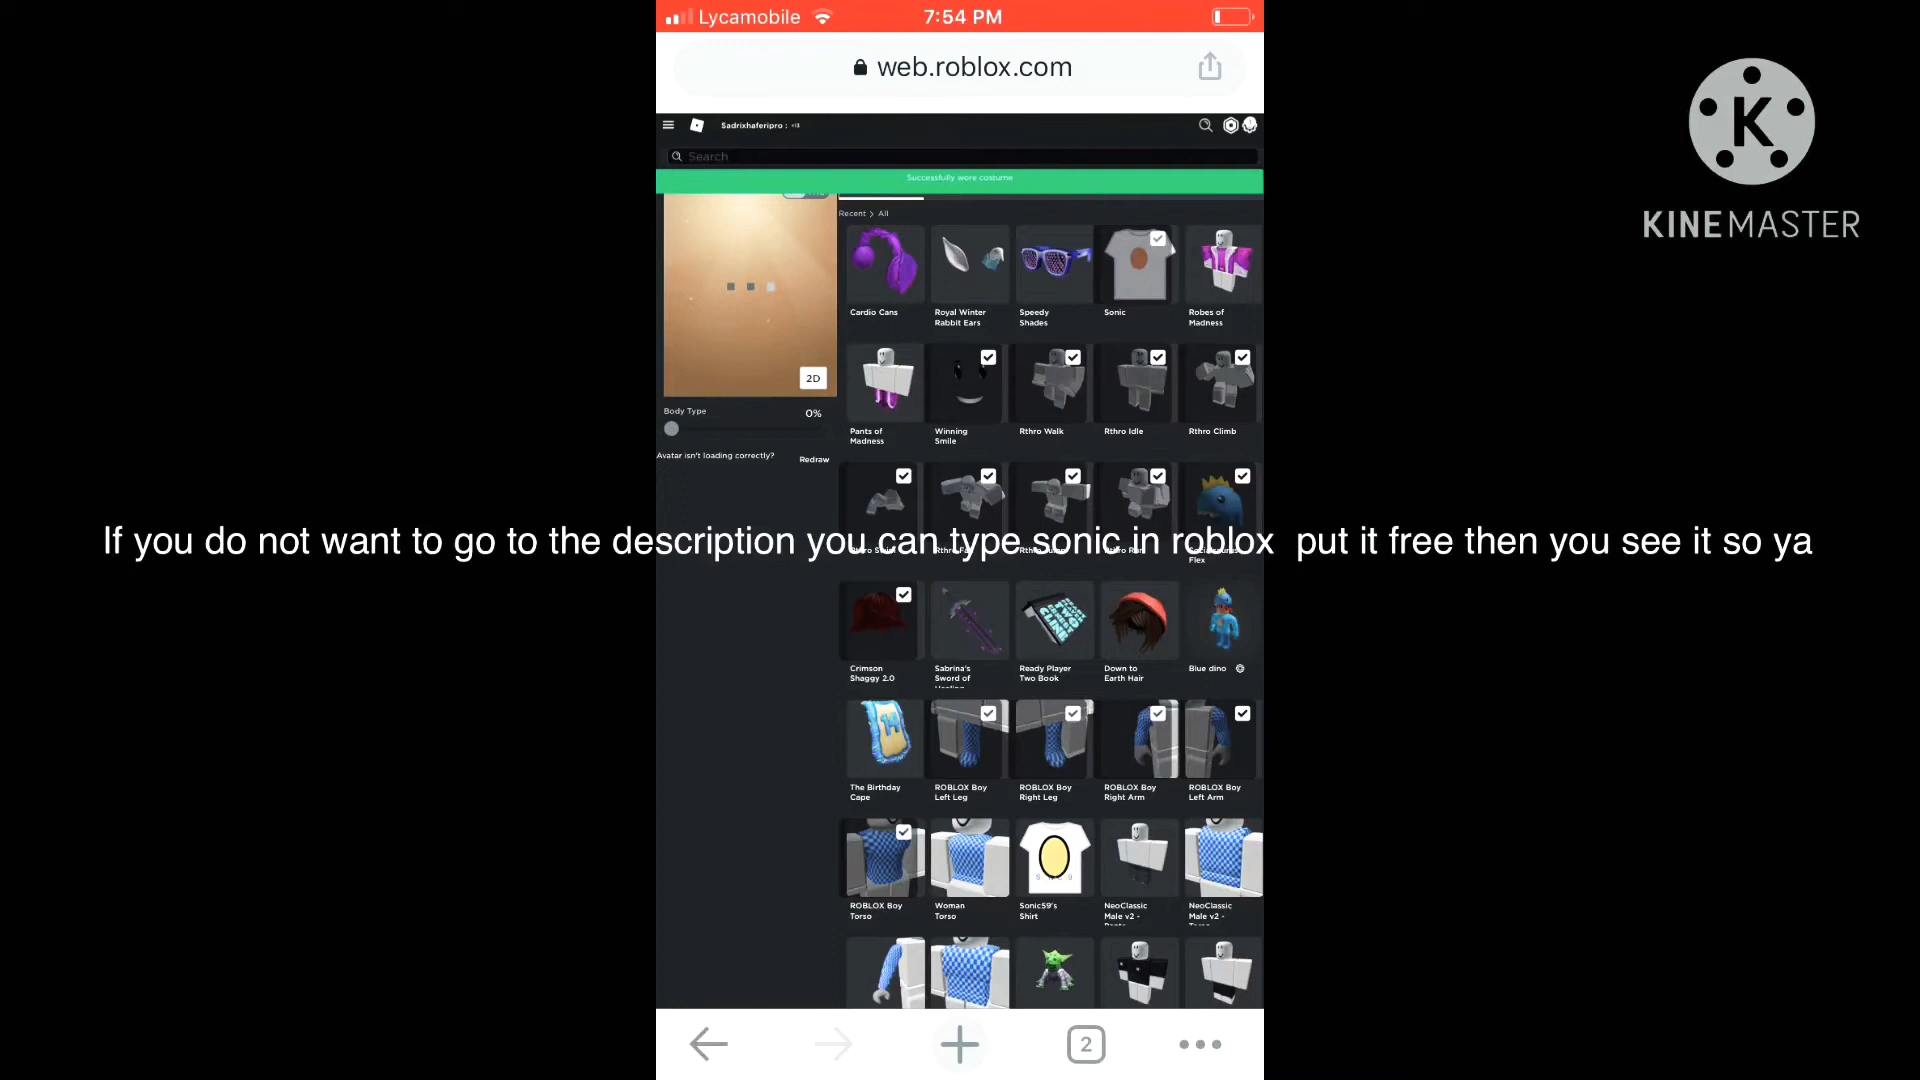 Lycamobile
7:54 PM
web.roblox.com
KINEMASTER
Sadrixhaferipro : <13
Search
Successfully wore costume
Recent > All
Cardio Cans
Royal Winter Rabbit Ears
Speedy Shades
Sonic
Robes of Madness
2D
Body Type
0%
Avatar isn't loading correctly?
Redraw
Pants of Madness
Winning Smile
Rthro Walk
Rthro Idle
Rthro Climb
If you do not want to go to the description you can type sonic in roblox  put it free then you see it so ya
Flex
Crimson Shaggy 2.0
Sabrina's Sword of
Ready Player Two Book
Down to Earth Hair
Blue dino
14
The Birthday Cape
ROBLOX Boy Left Leg
ROBLOX Boy Right Leg
ROBLOX Boy Right Arm
ROBLOX Boy Left Arm
ROBLOX Boy Torso
Woman Torso
Sonic59's Shirt
NeoClassic Male v2 -
NeoClassic Male v2 -
2